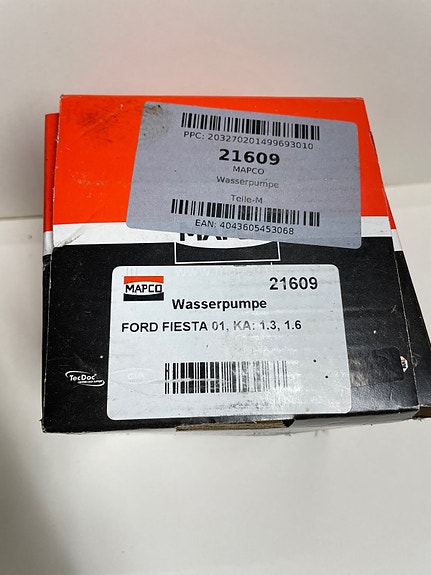 PPC: 203270201499693010
21609
MAPCO
Wasserpumpe
Teile-M
EAN: 4043605453068
MAPCO
21609
Wasserpumpe
FORD FIESTA 01, KA: 1.3, 1.6
TecDoc